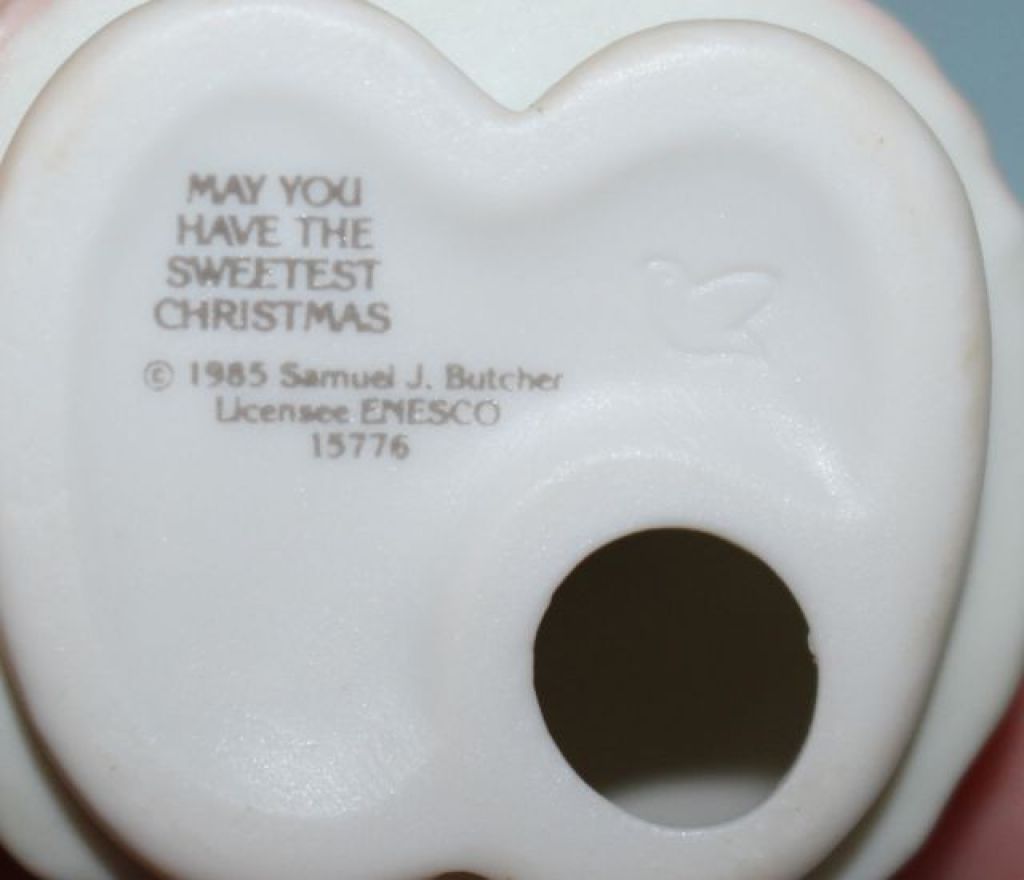 MAY YOU
HAVE THE
SWEETEST
CHRISTMAS
© 1985 Samuel J. Butcher
Licensee ENESCO
15776